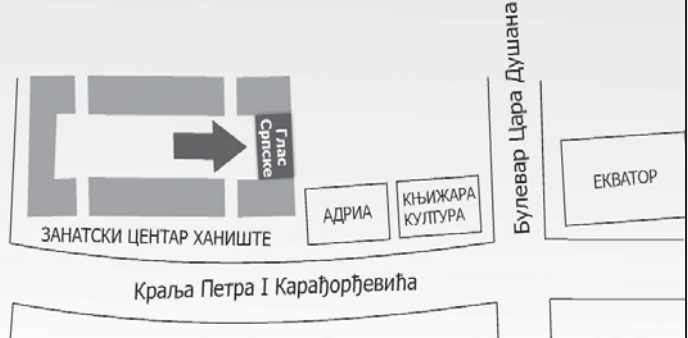 Глас
Српске
ЗАНАТСКИ ЦЕНТАР ХАНИШТЕ
АДРИА
КЊИЖАРА
КУЛТУРА
Булевар Цара Душана
ЕКВАТОР
Краља Петра I Карађорђевића